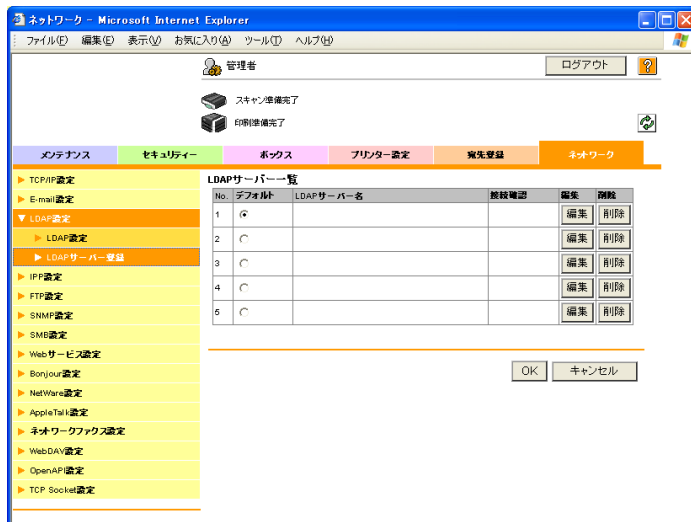 ネットワーク - Microsoft Internet Explorer
ファイル(F) 編集(E) 表示(V) お気に入り(A) ツール(T) ヘルプ(H)
管理者
ログアウト
?
スキャン準備完了
印刷準備完了
メンテナンス セキュリティー ボックス プリンター設定 宛先登録 ネットワーク
TCP/IP設定
E-mail設定
LDAP設定
LDAP設定
LDAPサーバー登録
IPP設定
FTP設定
SNMP設定
SMB設定
Webサービス設定
Bonjour設定
NetWare設定
AppleTalk設定
ネットワークファクス設定
WebDAV設定
OpenAPI設定
TCP Socket設定
LDAPサーバー一覧
No. デフォルト LDAPサーバー名 接続確認 編集 削除
1 編集 削除
2 編集 削除
3 編集 削除
4 編集 削除
5 編集 削除
OK キャンセル